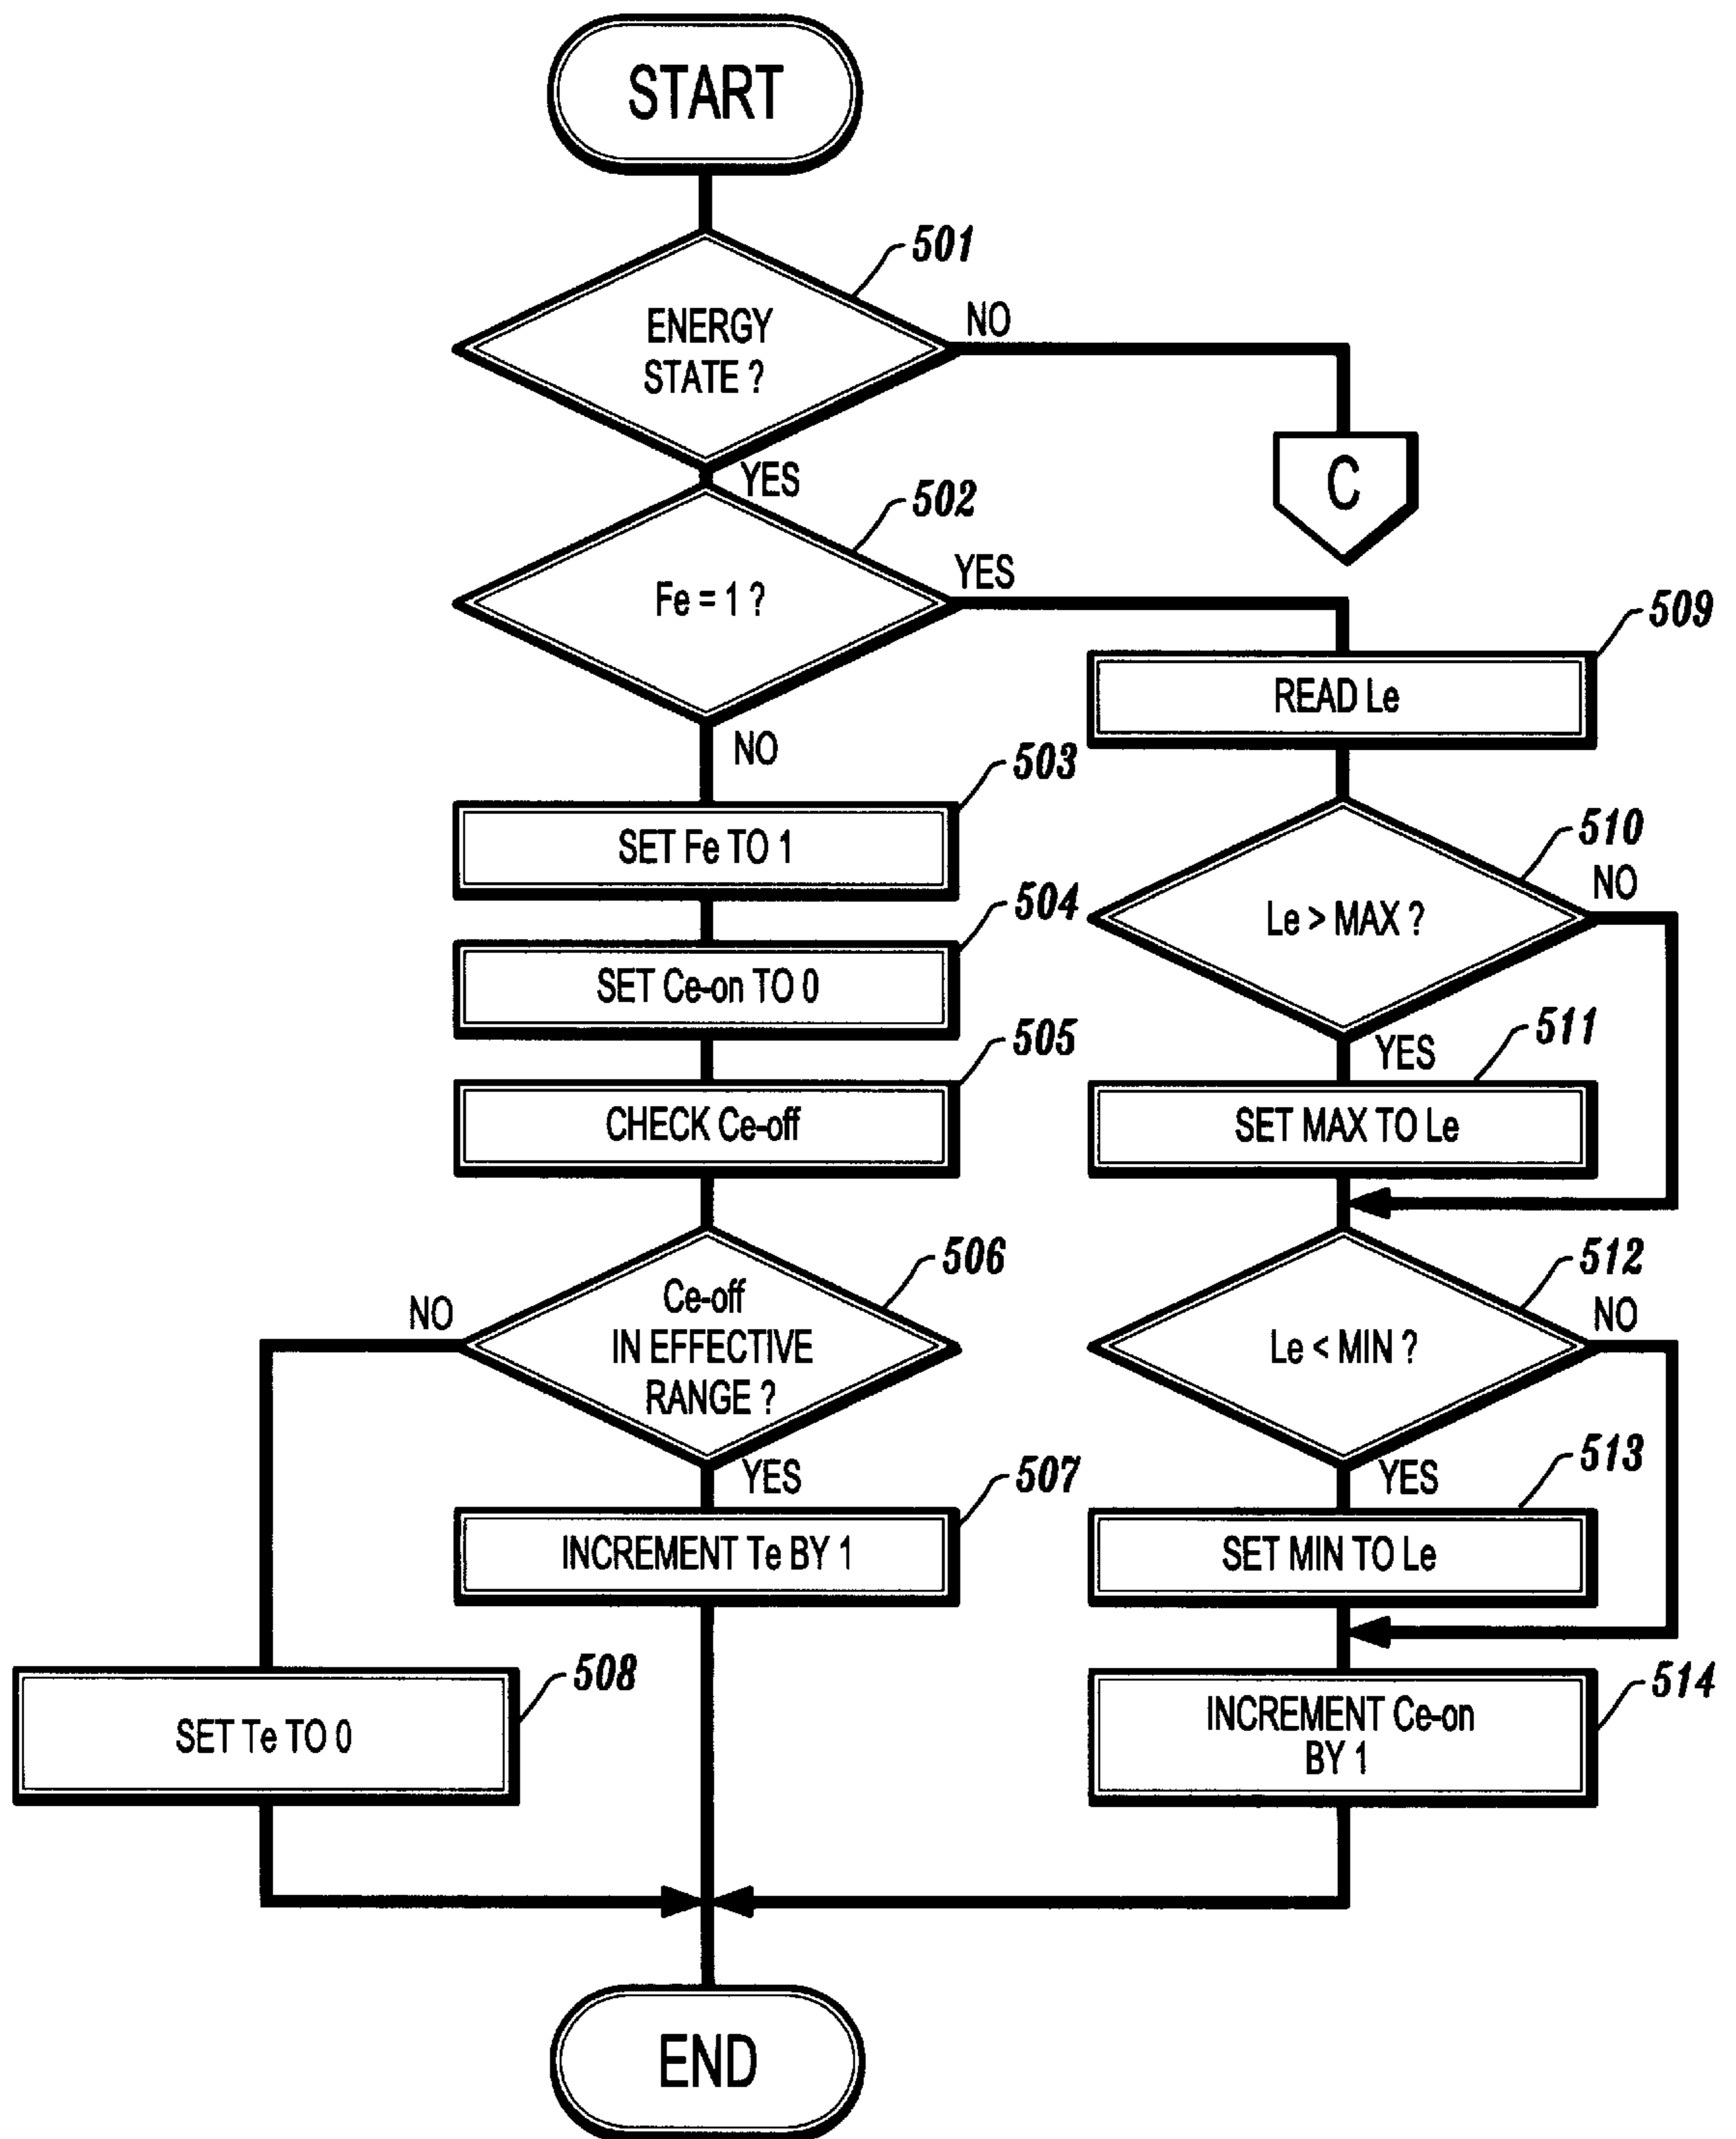 START
501
ENERGY
STATE ?
NO
C
YES
502
Fe = 1 ?
YES
509
READ Le
NO
503
SET Fe TO 1
510
Le > MAX ?
NO
504
SET Ce-on TO 0
YES
511
SET MAX TO Le
505
CHECK Ce-off
506
Ce-off
IN EFFECTIVE
RANGE ?
NO
YES
512
Le < MIN ?
NO
YES
513
SET MIN TO Le
507
INCREMENT Te BY 1
508
SET Te TO 0
514
INCREMENT Ce-on
BY 1
END